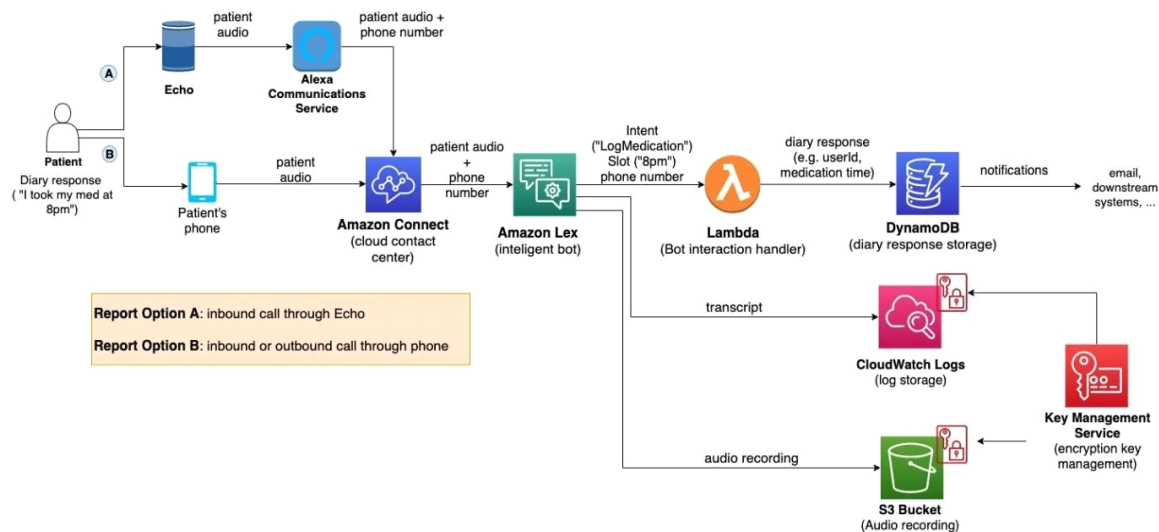 patient
audio
patient audio +
phone number
A
Echo
Alexa
Communications
Service
B
Patient
Diary response
( "I took my med at
8pm")
Patient's
phone
patient
audio
Amazon Connect
(cloud contact
center)
patient audio
+
phone
number
Amazon Lex
(inteligent bot)
Intent
("LogMedication")
Slot ("8pm")
phone number
Lambda
(Bot interaction handler)
diary response
(e.g. userId,
medication time)
DynamoDB
(diary response storage)
notifications
email,
downstream
systems, ...
transcript
CloudWatch Logs
(log storage)
Key Management
Service
(encryption key
management)
audio recording
S3 Bucket
(Audio recording)
Report Option A: inbound call through Echo
Report Option B: inbound or outbound call through phone